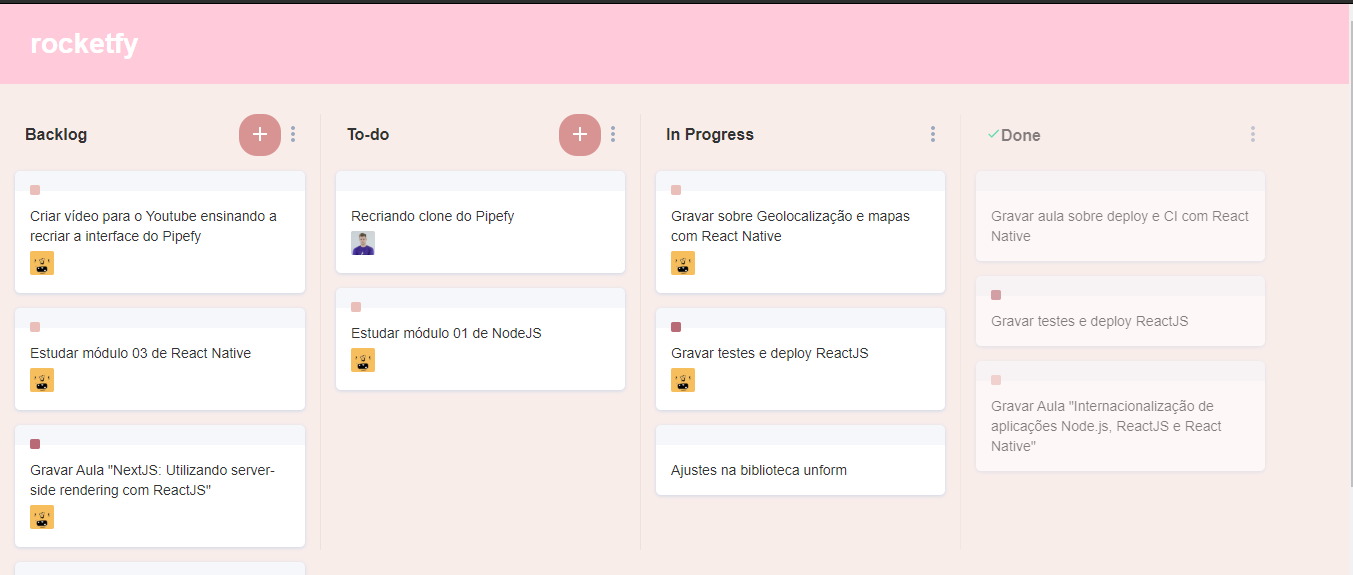 rocketfy
Backlog
Criar vídeo para o Youtube ensinando a
recriar a interface do Pipefy
Estudar módulo 03 de React Native
Gravar Aula "NextJS: Utilizando server-
side rendering com ReactJS"
To-do
Recriando clone do Pipefy
Estudar módulo 01 de NodeJS
In Progress
Gravar sobre Geolocalização e mapas
com React Native
Gravar testes e deploy ReactJS
Ajustes na biblioteca unform
Done
Gravar aula sobre deploy e CI com React
Native
Gravar testes e deploy ReactJS
Gravar Aula "Internacionalização de
aplicações Node.js, ReactJS e React
Native"